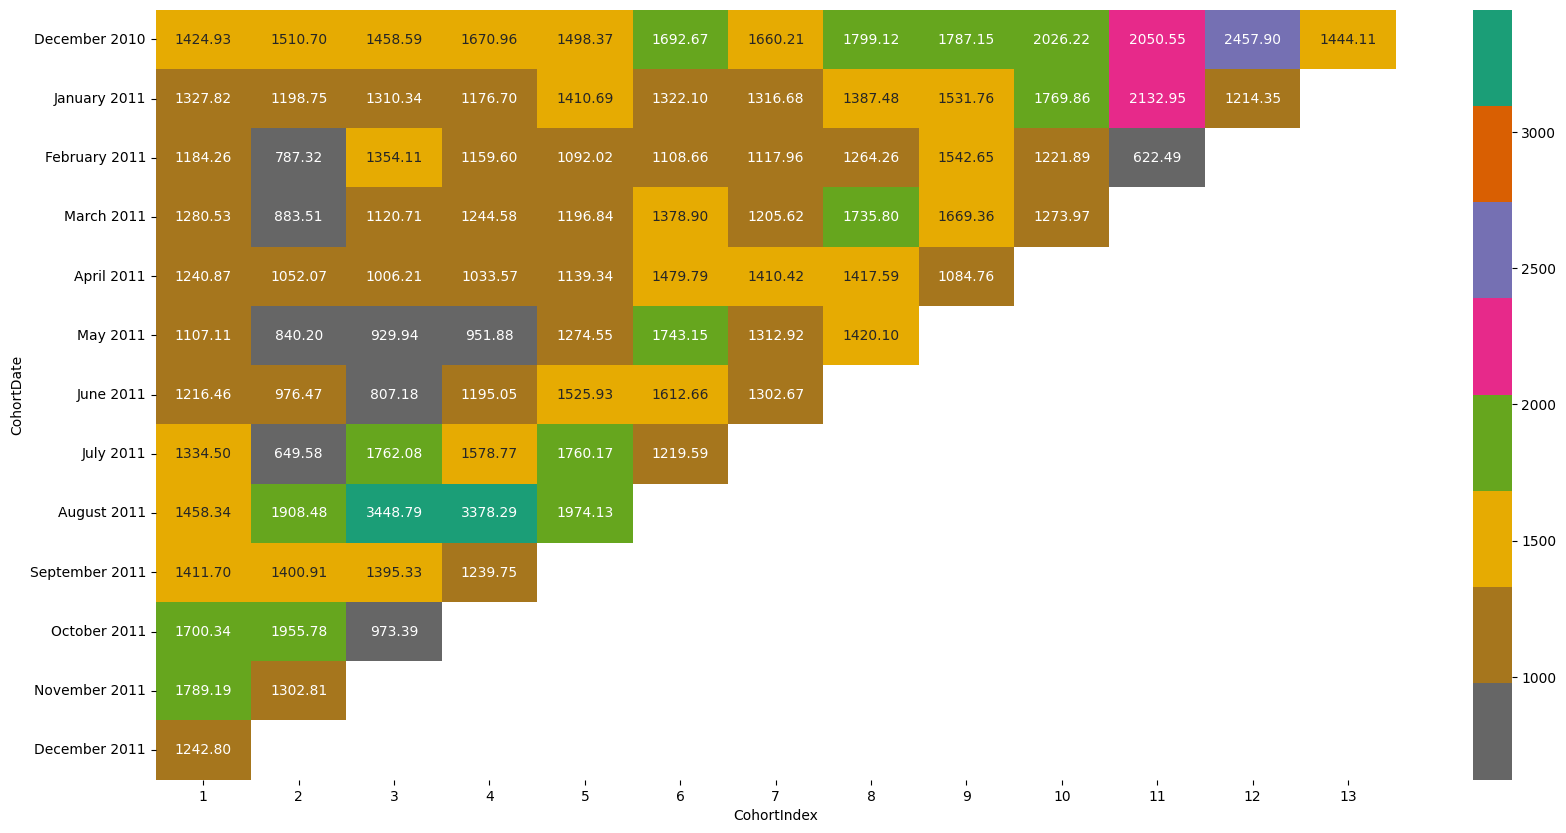 December 2010 1424.93 1510.70 1458.59 1670.96 1498.37 1692.67 1660.21 1799.12 1787.15 2026.22 2050.55 2457.90 1444.11
January 2011 1327.82 1198.75 1310.34 1176.70 1410.69 1322.10 1316.68 1387.48 1531.76 1769.86 2132.95 1214.35
3000
February 2011 1184.26 787.32 1354.11 1159.60 1092.02 1108.66 1117.96 1264.26 1542.65 1221.89 622.49
March 2011 1280.53 883.51 1120.71 1244.58 1196.84 1378.90 1205.62 1735.80 1669.36 1273.97
2500
April 2011 1240.87 1052.07 1006.21 1033.57 1139.34 1479.79 1410.42 1417.59 1084.76
May 2011 1107.11 840.20 929.94 951.88 1274.55 1743.15 1312.92 1420.10
CohortDate
June 2011 1216.46 976.47 807.18 1195.05 1525.93 1612.66 1302.67
2000
July 2011 1334.50 649.58 1762.08 1578.77 1760.17 1219.59
August 2011 1458.34 1908.48 3448.79 3378.29 1974.13
1500
September 2011 1411.70 1400.91 1395.33 1239.75
October 2011 1700.34 1955.78 973.39
1000
November 2011 1789.19 1302.81
December 2011 1242.80
1 2 3 4 5 6 7 8 9 10 11 12 13
CohortIndex